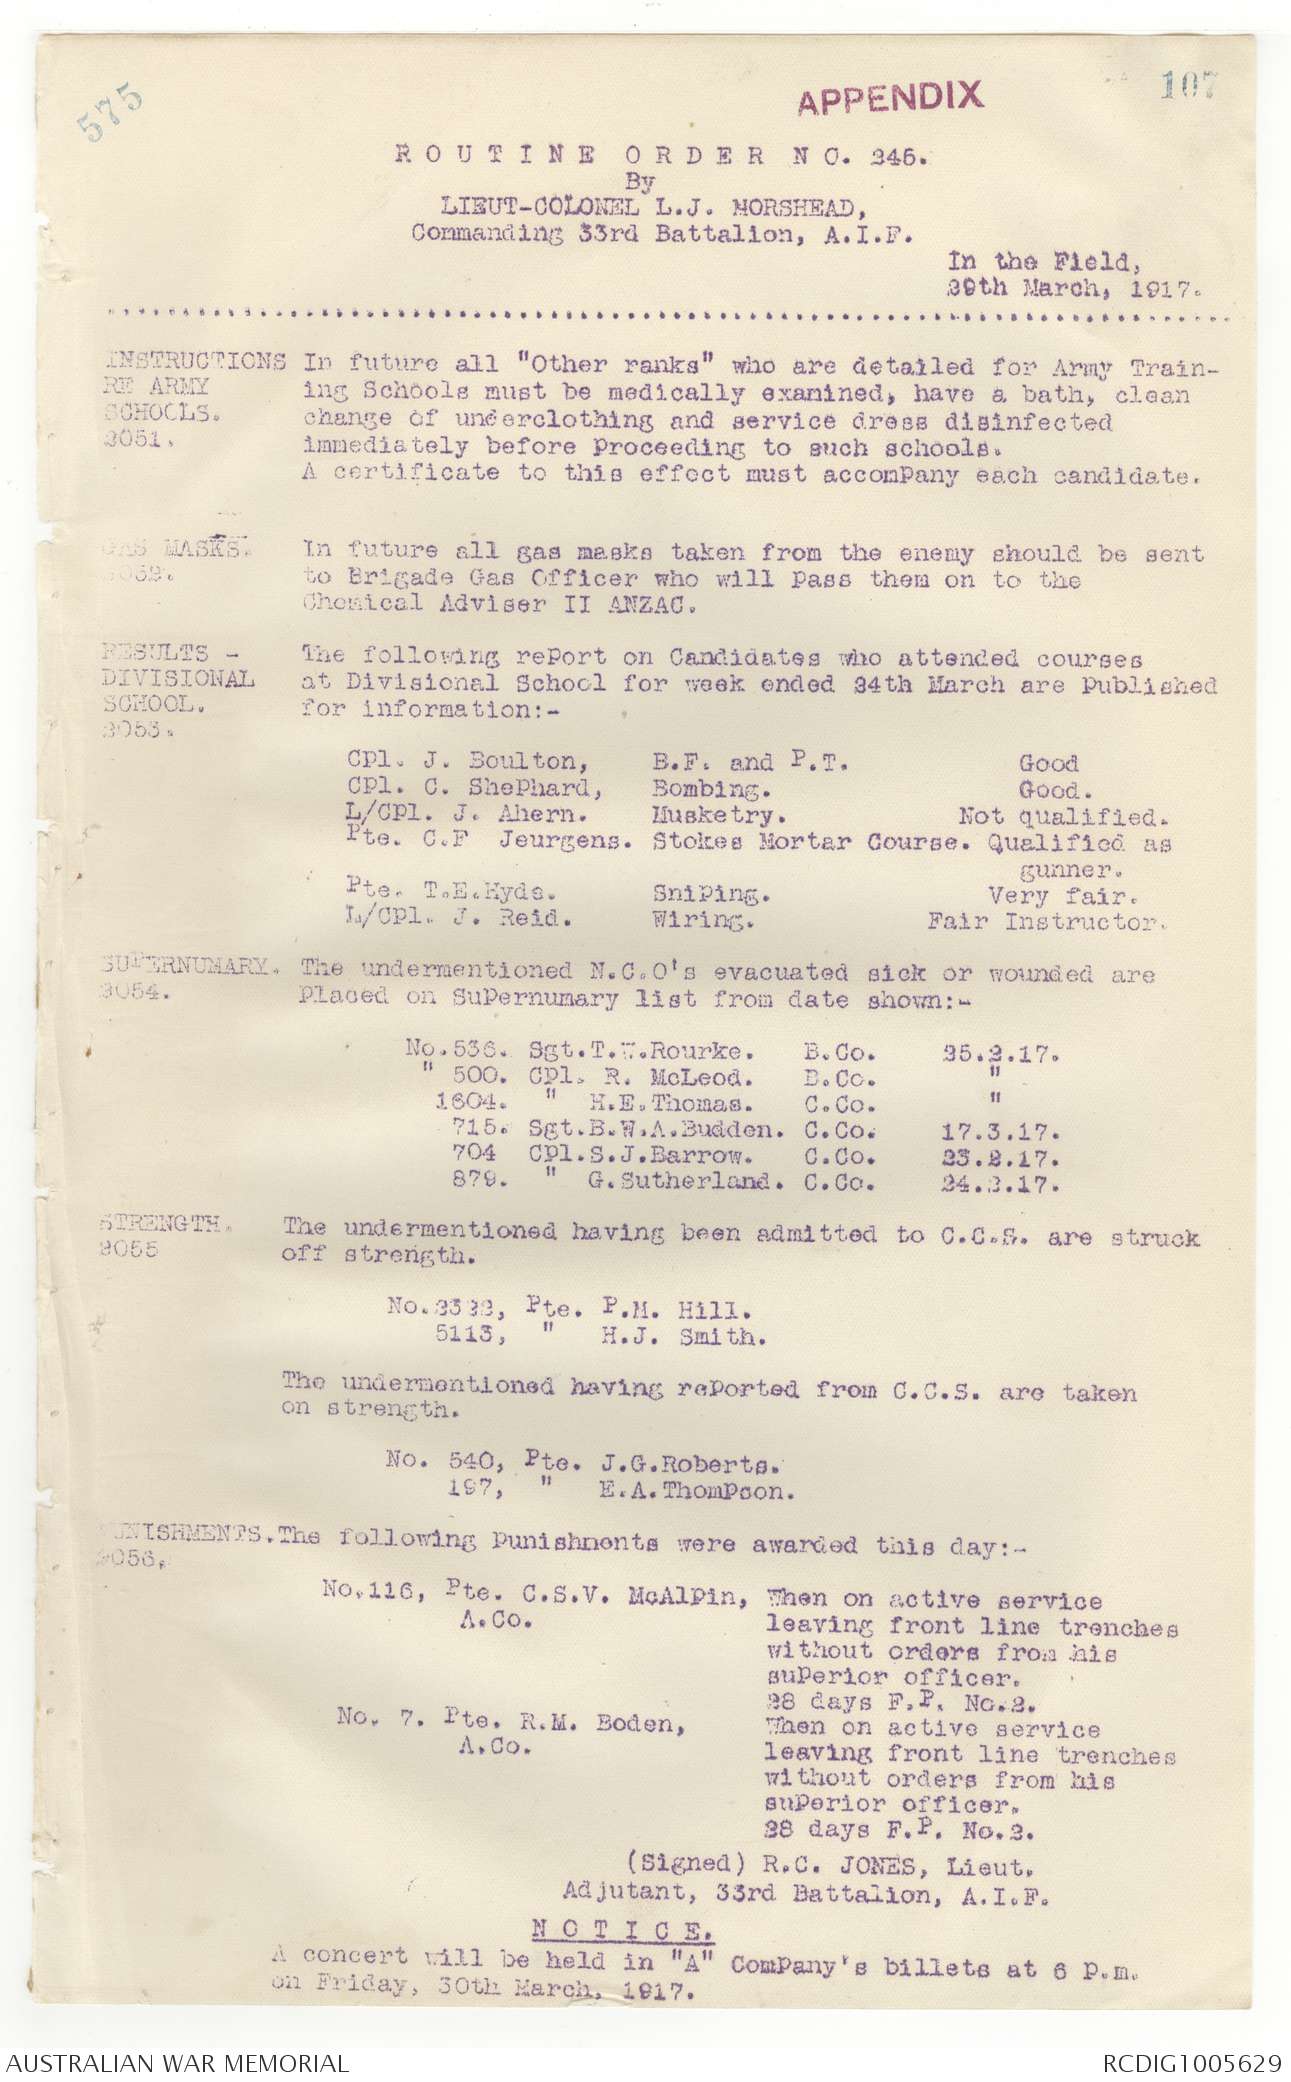 575
APPENDIX
107
ROUTINE ORDER NO. 245.
By
LIEUT-COLONEL L.J. MORSHEAD,
Commanding 33rd Battalion, A.I.F.
In the Field,
29th March, 1917.
INSTRUCTIONS In future all "Other ranks" who are detailed for Army Train-
RE ARMY ing Schools must be medically examined, have a bath, clean
SCHOOLS. change of underclothing and service dress disinfected
2051. immediately before proceeding to such schools.
A certificate to this effect must accompany each candidate.
GAS MASKS. In future all gas masks taken from the enemy should be sent
2052. to Brigade Gas Officer who will pass them on to the
Chemical Adviser II ANZAC.
RESULTS - The following report on Candidates who attended courses
DIVISIONAL at Divisional School for week ended 24th March are published
SCHOOL. for information:-
2053.
Cpl. J. Boulton, B.F. and P.T. Good
Cpl. C. Shephard, Bombing. Good.
L/Cpl. J. Ahern. Musketry. Not qualified.
Pte. C.F Jeurgens. Stokes Mortar Course. Qualified as
gunner.
Pte. T.E.Hyde. Sniping. Very fair.
L/Cpl. J. Reid. Wiring. Fair Instructor.
SUPERNUMARY. The undermentioned N.C.O's evacuated sick or wounded are
2054. placed on Supernumary list from date shown:-
No.536. Sgt.T.W.Rourke. B.Co. 25.2.17.
" 500. Cpl. R. McLeod. B.Co. "
1604. " H.E.Thomas. C.Co. "
715. Sgt.B.W.A.Budden. C.Co. 17.3.17.
704 Cpl.S.J.Barrow. C.Co. 23.2.17.
879. " G.Sutherland. C.Co. 24.2.17.
STRENGTH. The undermentioned having been admitted to C.C.S. are struck
2055 off strength.
No.2322, Pte. P.M. Hill.
5113, " H.J. Smith.
The undermentioned having reported from C.C.S. are taken
on strength.
No. 540, Pte. J.G.Roberts.
197, " E.A.Thompson.
PUNISHMENTS.The following punishments were awarded this day:-
2056.
No.116, Pte. C.S.V. McAlpin, When on active service
A.Co. leaving front line trenches
without orders from his
superior officer.
28 days F.P. No.2.
No. 7. Pte. R.M. Boden, When on active service
A.Co. leaving front line trenches
without orders from his
superior officer.
28 days F.P. No.2.
(Signed) R.C. JONES, Lieut.
Adjutant, 33rd Battalion, A.I.F.
NOTICE.
A concert will be held in "A" Company's billets at 6 p.m.
on Friday, 30th March, 1917.
AUSTRALIAN WAR MEMORIAL RCDIG1005629